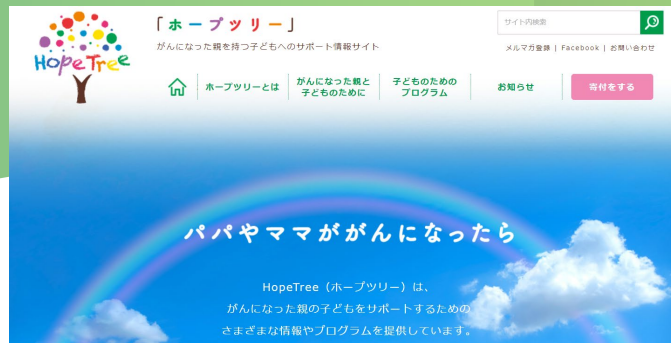 HopeTree
「ホープツリー」
がんになった親を持つ子どもへのサポート情報サイト
サイト内検索
メルマガ登録 | Facebook | お問い合わせ
ホープツリーとは
がんになった親と
子どものために
子どものための
プログラム
お知らせ
寄付をする
パパやママががんになったら
HopeTree（ホープツリー）は、
がんになった親の子どもをサポートするための
さまざまな情報やプログラムを提供しています。